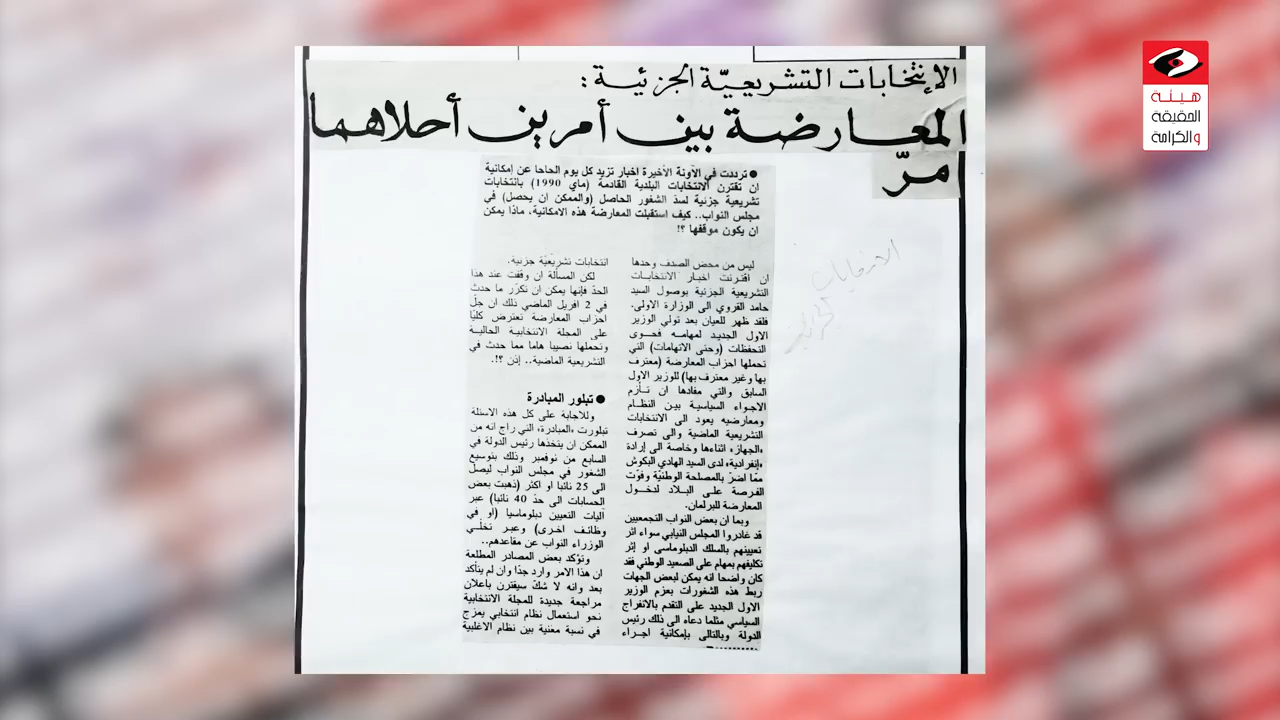 الإنتخابات التشريعيّة الجزئية :
المعارضة بين أمرين أحلاهما
مرّ
هيئة
الحقيقة
والكرامة
● ترددت في الآونة الأخيرة اخبار تزيد كل يوم الحاحا عن إمكانية
ان تقترن الانتخابات البلدية القادمة (ماي 1990) بانتخابات
تشريعية جزئية لسد الشغور الحاصل (والممكن ان يحصل) في
مجلس النواب.. كيف استقبلت المعارضة هذه الامكانية، ماذا يمكن
ان يكون موقفها ؟!
ليس من محض الصدف وحدها
ان اقترنت اخبار الانتخابات
التشريعية الجزئية بوصول السيد
حامد القروي الى الوزارة الاولى.
فلقد ظهر للعيان بعد تولي الوزير
الاول الجديد لمهامه فحوى
التحفظات (وحتى الاتهامات) التي
تحملها احزاب المعارضة (معترف
بها وغير معترف بها) للوزير الاول
السابق والتي مفادها ان تأزم
الاجواء السياسية بين النظام
ومعارضيه يعود الى الانتخابات
التشريعية الماضية والى تصرف
«الجهاز» اثناءها وخاصة الى إرادة
«إنفرادية» لدى السيد الهادي البكوش
ممّا اضرّ بالمصلحة الوطنيّة وفوّت
الفرصة على البلاد لدخول
المعارضة للبرلمان.
وبما ان بعض النواب التجمعيين
قد غادروا المجلس النيابي سواء اثر
تعيينهم بالسلك الدبلوماسي او إثر
تكليفهم بمهام على الصعيد الوطني فقد
كان واضحا انه يمكن لبعض الجهات
ربط هذه الشغورات بعزم الوزير
الاول الجديد على التقدم بالانفراج
السياسي مثلما دعاه الى ذلك رئيس
الدولة وبالتالى بإمكانية اجراء
انتخابات تشريعيّة جزئية.
لكن المسألة ان وقفت عند هذا
الحدّ فإنها يمكن ان تكرّر ما حدث
في 2 افريل الماضي ذلك ان جلّ
احزاب المعارضة تعترض كليّا
على المجلة الانتخابية الحالية
وتحملها نصيبا هاما مما حدث في
التشريعية الماضية.. إذن ؟!.
● تبلور المبادرة
وللاجابة على كل هذه الاسئلة
تبلورت «المبادرة» التي راج انه من
الممكن ان يتخذها رئيس الدولة في
السابع من نوفمبر وذلك بتوسيع
الشغور في مجلس النواب ليصل
الى 25 نائبا او اكثر (ذهبت بعض
الحسابات الى حدّ 40 نائبا) عبر
آليات التعيين دبلوماسيا (او في
وظائف اخرى) وعبر تخلّي
الوزراء النواب عن مقاعدهم..
وتؤكد بعض المصادر المطلعة
ان هذا الامر وارد جدّا وان لم يتأكد
بعد وانه لا شكّ سيقترن باعلان
مراجعة جديدة للمجلة الانتخابية
نحو استعمال نظام انتخابي يمزج
في نسبة معنية بين نظام الاغلبية
الانتخابات